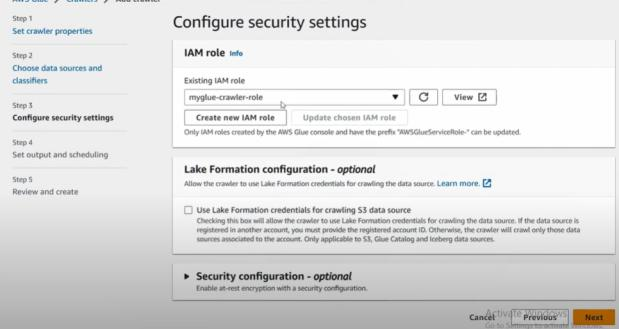 AWS Glue > Crawlers > Add crawler
Step 1
Set crawler properties
Step 2
Choose data sources and
classifiers
Step 3
Configure security settings
Step 4
Set output and scheduling
Step 5
Review and create
Configure security settings
IAM role Info
Existing IAM role
myglue-crawler-role
View
Create new IAM role
Update chosen IAM role
Only IAM roles created by the AWS Glue console and have the prefix "AWSGlueServiceRole-" can be updated.
Lake Formation configuration - optional
Allow the crawler to use Lake Formation credentials for crawling the data source. Learn more.
Use Lake Formation credentials for crawling S3 data source
Checking this box will allow the crawler to use Lake Formation credentials for crawling the data source. If the data source is
registered in another account, you must provide the registered account ID. Otherwise, the crawler will crawl only those data
sources associated to the account. Only applicable to S3, Glue Catalog and Iceberg data sources.
Security configuration - optional
Enable at-rest encryption with a security configuration.
Activate Windows
Cancel Previous Next
Go to Settings to activate